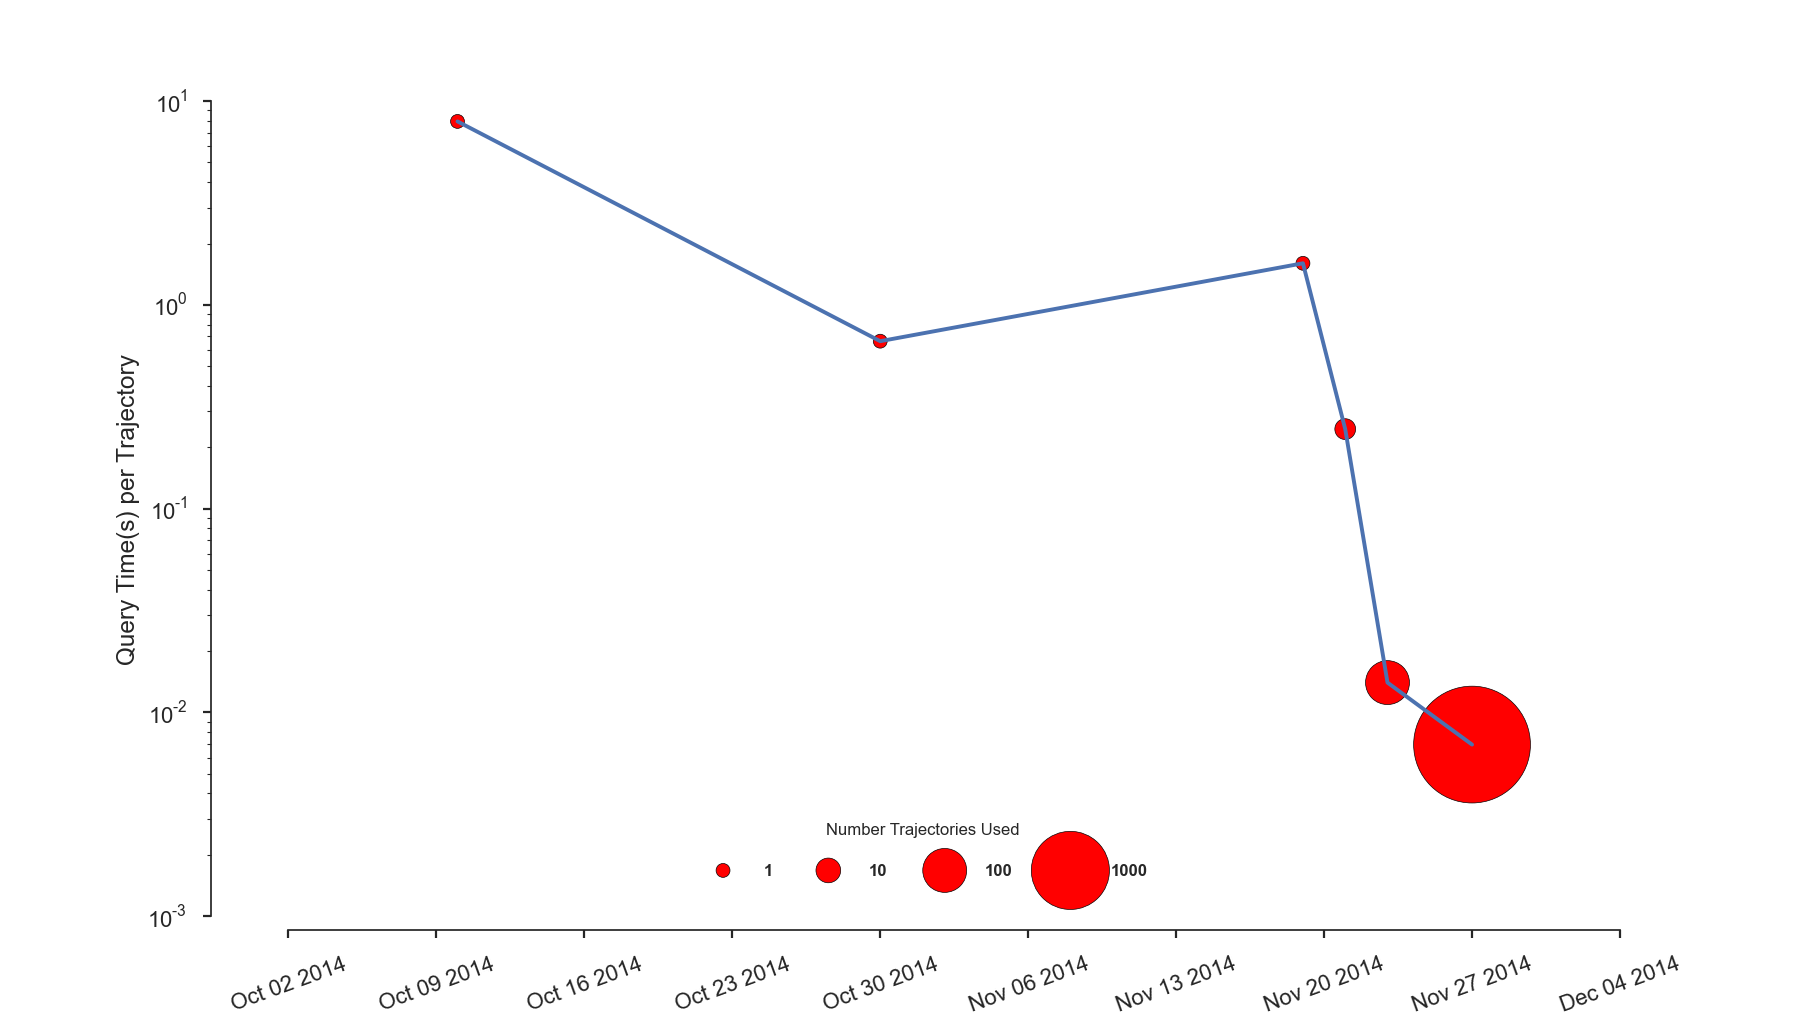 10^1
10^0
10^-1
10^-2
10^-3
Query Time(s) per Trajectory
Number Trajectories Used
1 10 100 1000
Oct 02 2014 Oct 09 2014 Oct 16 2014 Oct 23 2014 Oct 30 2014 Nov 06 2014 Nov 13 2014 Nov 20 2014 Nov 27 2014 Dec 04 2014